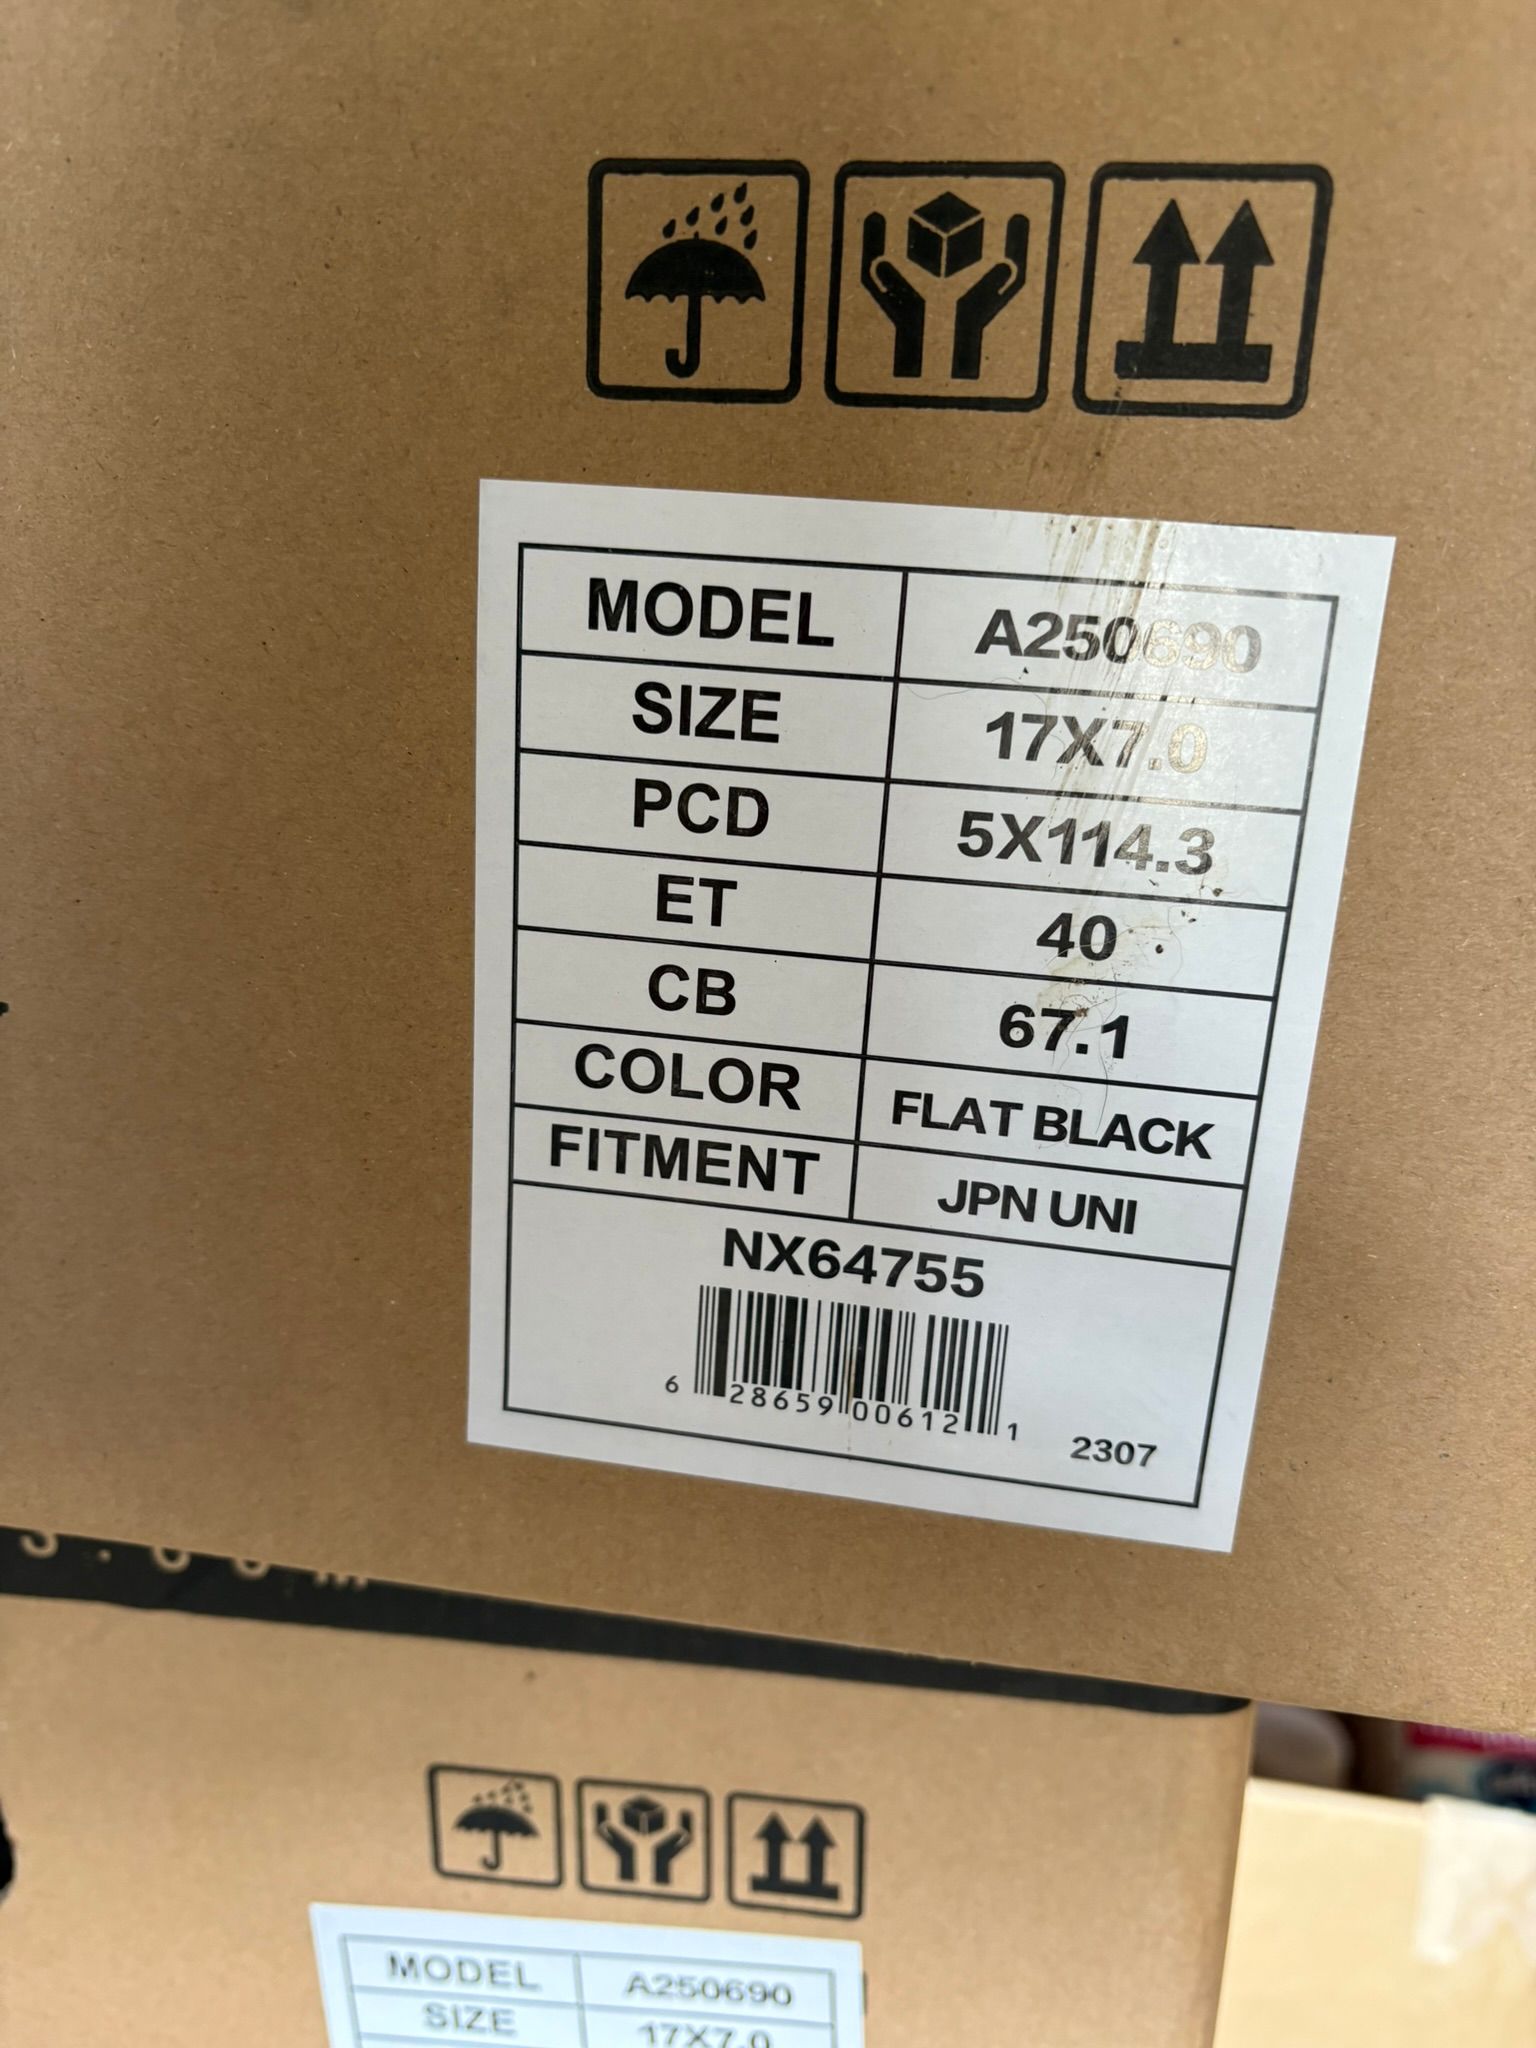 MODEL A250690
SIZE 17X7.0
PCD 5X114.3
ET 40
CB 67.1
COLOR FLAT BLACK
FITMENT JPN UNI
NX64755
6 28659 00612 1
2307
MODEL A250690
SIZE 17X7.0